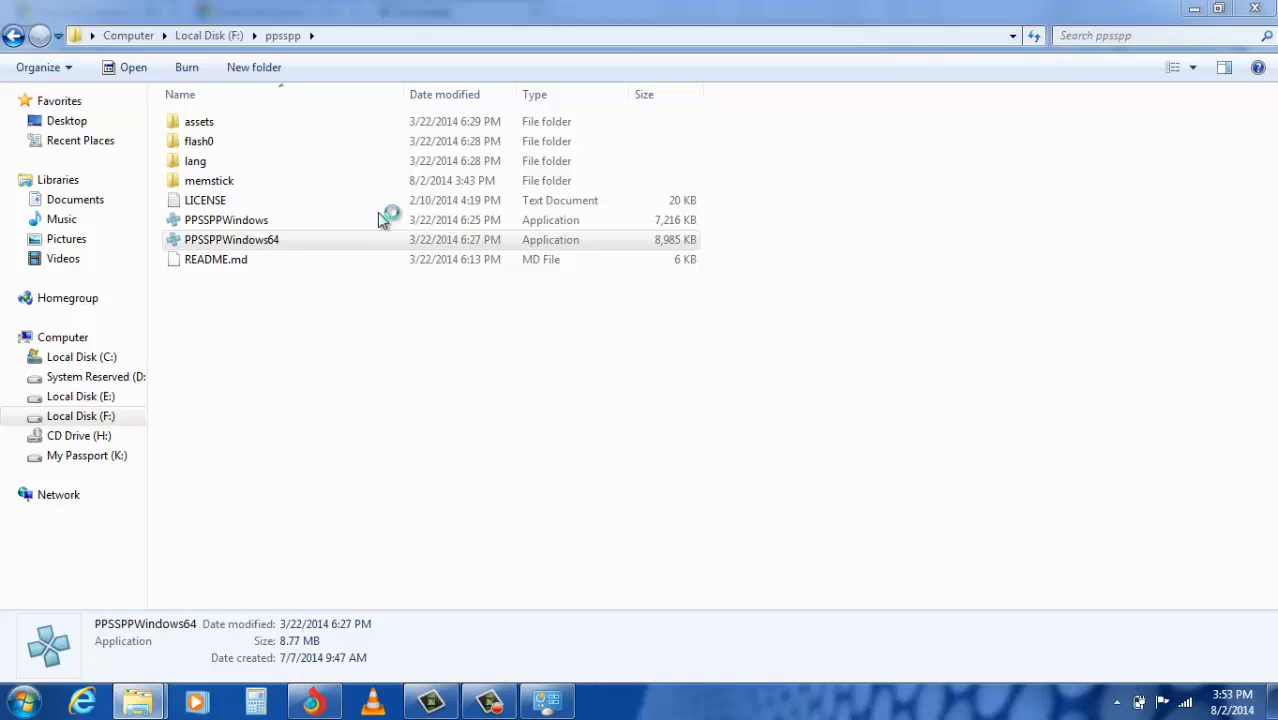 Computer Local Disk (F:) ppsspp Search ppsspp
Organize Open Burn New folder
Name Date modified Type Size
Favorites
Desktop
Recent Places
Libraries
Documents
Music
Pictures
Videos
Homegroup
Computer
Local Disk (C:)
System Reserved (D:
Local Disk (E:)
Local Disk (F:)
CD Drive (H:)
My Passport (K:)
Network
assets 3/22/2014 6:29 PM File folder
flash0 3/22/2014 6:28 PM File folder
lang 3/22/2014 6:28 PM File folder
memstick 8/2/2014 3:43 PM File folder
LICENSE 2/10/2014 4:19 PM Text Document 20 KB
PPSSPPWindows 3/22/2014 6:25 PM Application 7,216 KB
PPSSPPWindows64 3/22/2014 6:27 PM Application 8,985 KB
README.md 3/22/2014 6:13 PM MD File 6 KB
PPSSPPWindows64 Date modified: 3/22/2014 6:27 PM
Application Size: 8.77 MB
Date created: 7/7/2014 9:47 AM
3:53 PM
8/2/2014